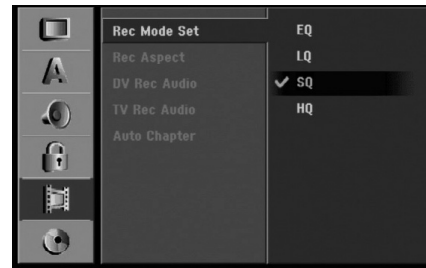 Rec Mode Set
Rec Aspect
DV Rec Audio
TV Rec Audio
Auto Chapter
EQ
LQ
SQ
HQ